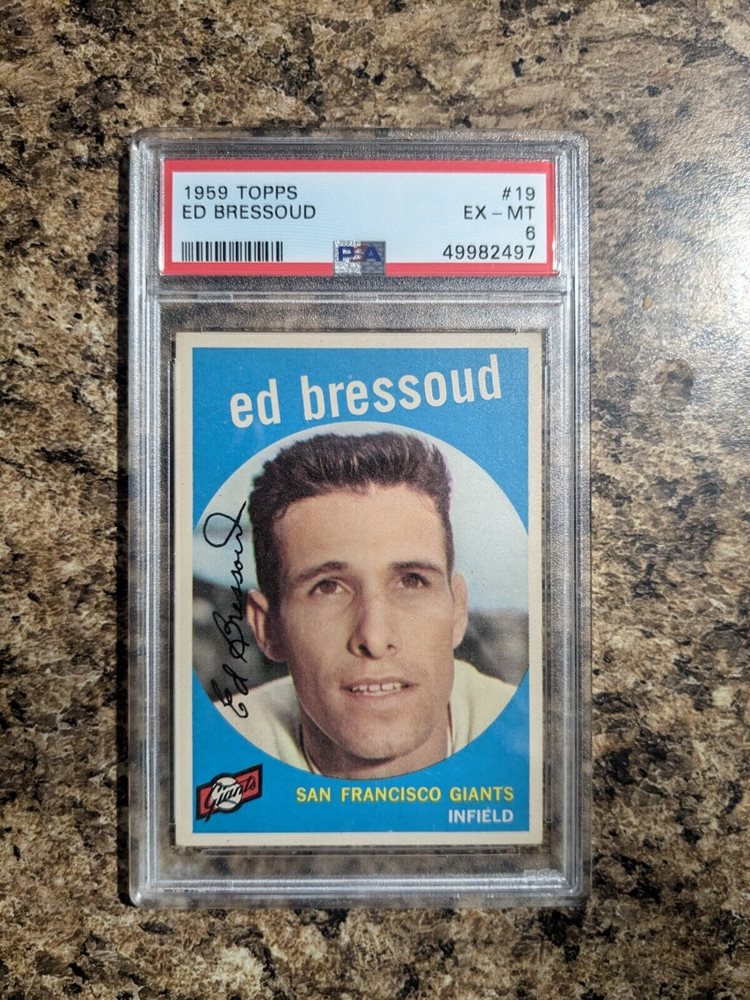 1959 TOPPS #19
ED BRESSOUD EX - MT
6
PSA 49982497
ed bressoud
Ed Bressoud
Giants
SAN FRANCISCO GIANTS
INFIELD